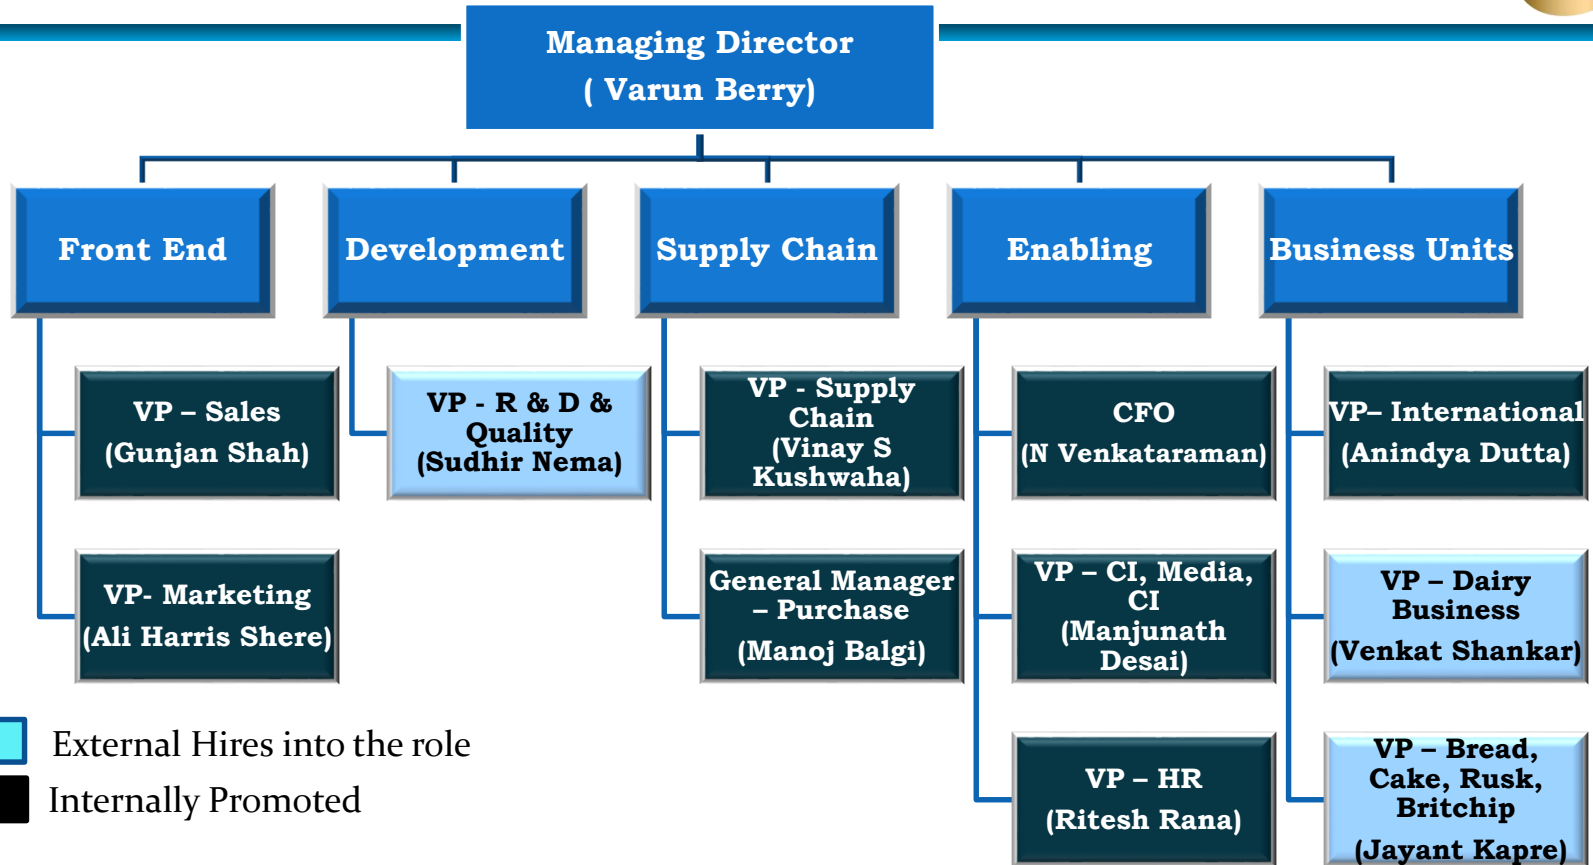 Managing Director
( Varun Berry)
Front End
Development
Supply Chain
Enabling
Business Units
VP – Sales
(Gunjan Shah)
VP - R & D &
Quality
(Sudhir Nema)
VP - Supply
Chain
(Vinay S
Kushwaha)
CFO
(N Venkataraman)
VP– International
(Anindya Dutta)
VP- Marketing
(Ali Harris Shere)
General Manager
– Purchase
(Manoj Balgi)
VP – CI, Media,
CI
(Manjunath
Desai)
VP – Dairy
Business
(Venkat Shankar)
VP – HR
(Ritesh Rana)
VP – Bread,
Cake, Rusk,
Britchip
(Jayant Kapre)
External Hires into the role
Internally Promoted